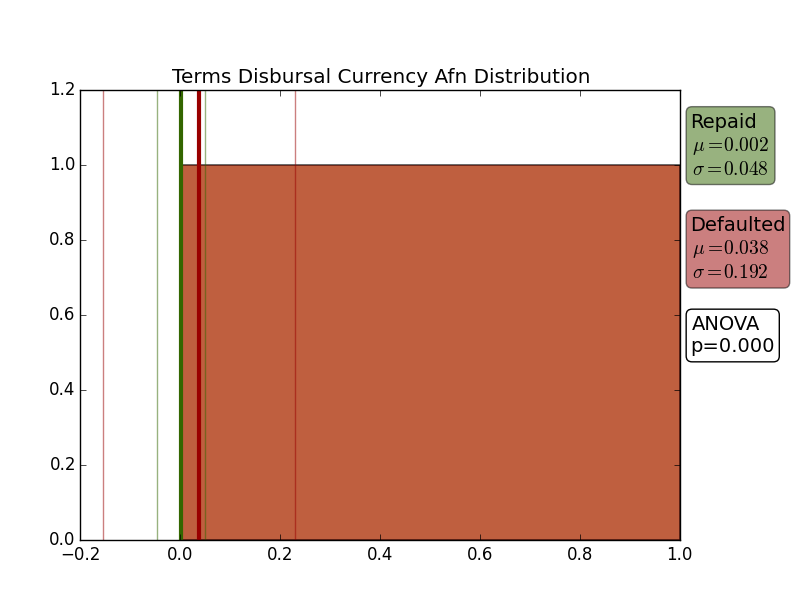 Terms Disbursal Currency Afn Distribution
1.2
1.0
0.8
0.6
0.4
0.2
0.0
−0.2 0.0 0.2 0.4 0.6 0.8 1.0
Repaid
μ=0.002
σ=0.048
Defaulted
μ=0.038
σ=0.192
ANOVA
p=0.000